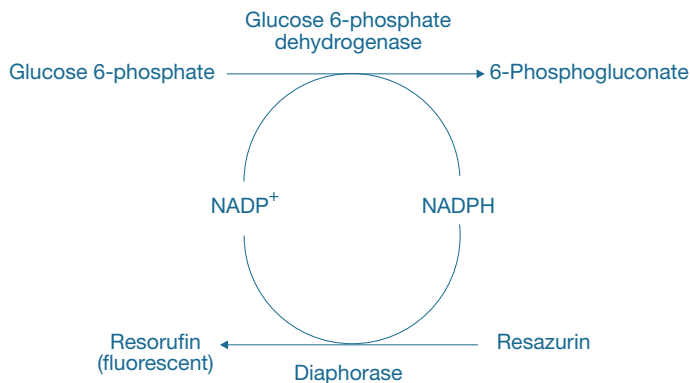 Glucose 6-phosphate
dehydrogenase
Glucose 6-phosphate
6-Phosphogluconate
NADP⁺
NADPH
Resorufin
(fluorescent)
Resazurin
Diaphorase